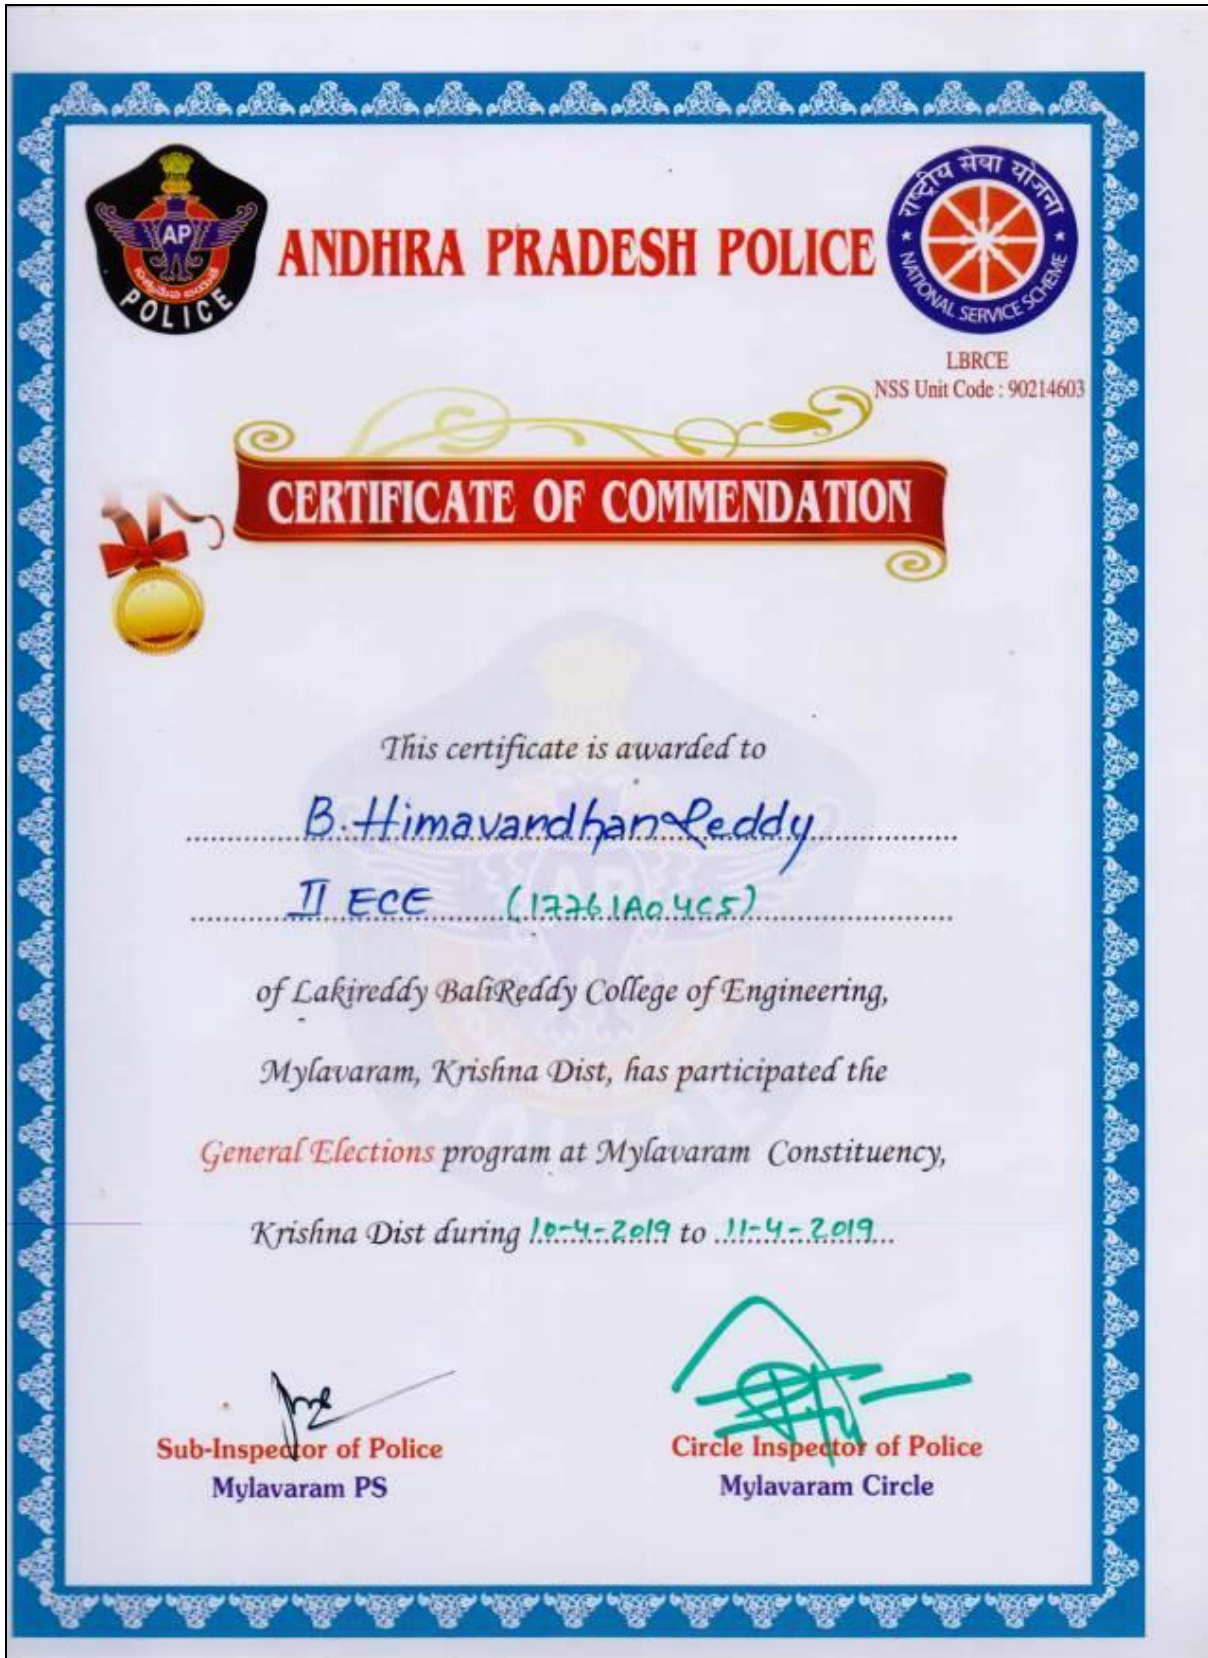 ANDHRA PRADESH POLICE
AP
POLICE
राष्ट्रीय सेवा योजना
NATIONAL SERVICE SCHEME
LBRCE
NSS Unit Code : 90214603
CERTIFICATE OF COMMENDATION
This certificate is awarded to
B. Himavandhan Reddy
II ECE (17761A04C5)
of Lakireddy BaliReddy College of Engineering,
Mylavaram, Krishna Dist, has participated the
General Elections program at Mylavaram Constituency,
Krishna Dist during 10-4-2019 to 11-4-2019
Sub-Inspector of Police
Mylavaram PS
Circle Inspector of Police
Mylavaram Circle